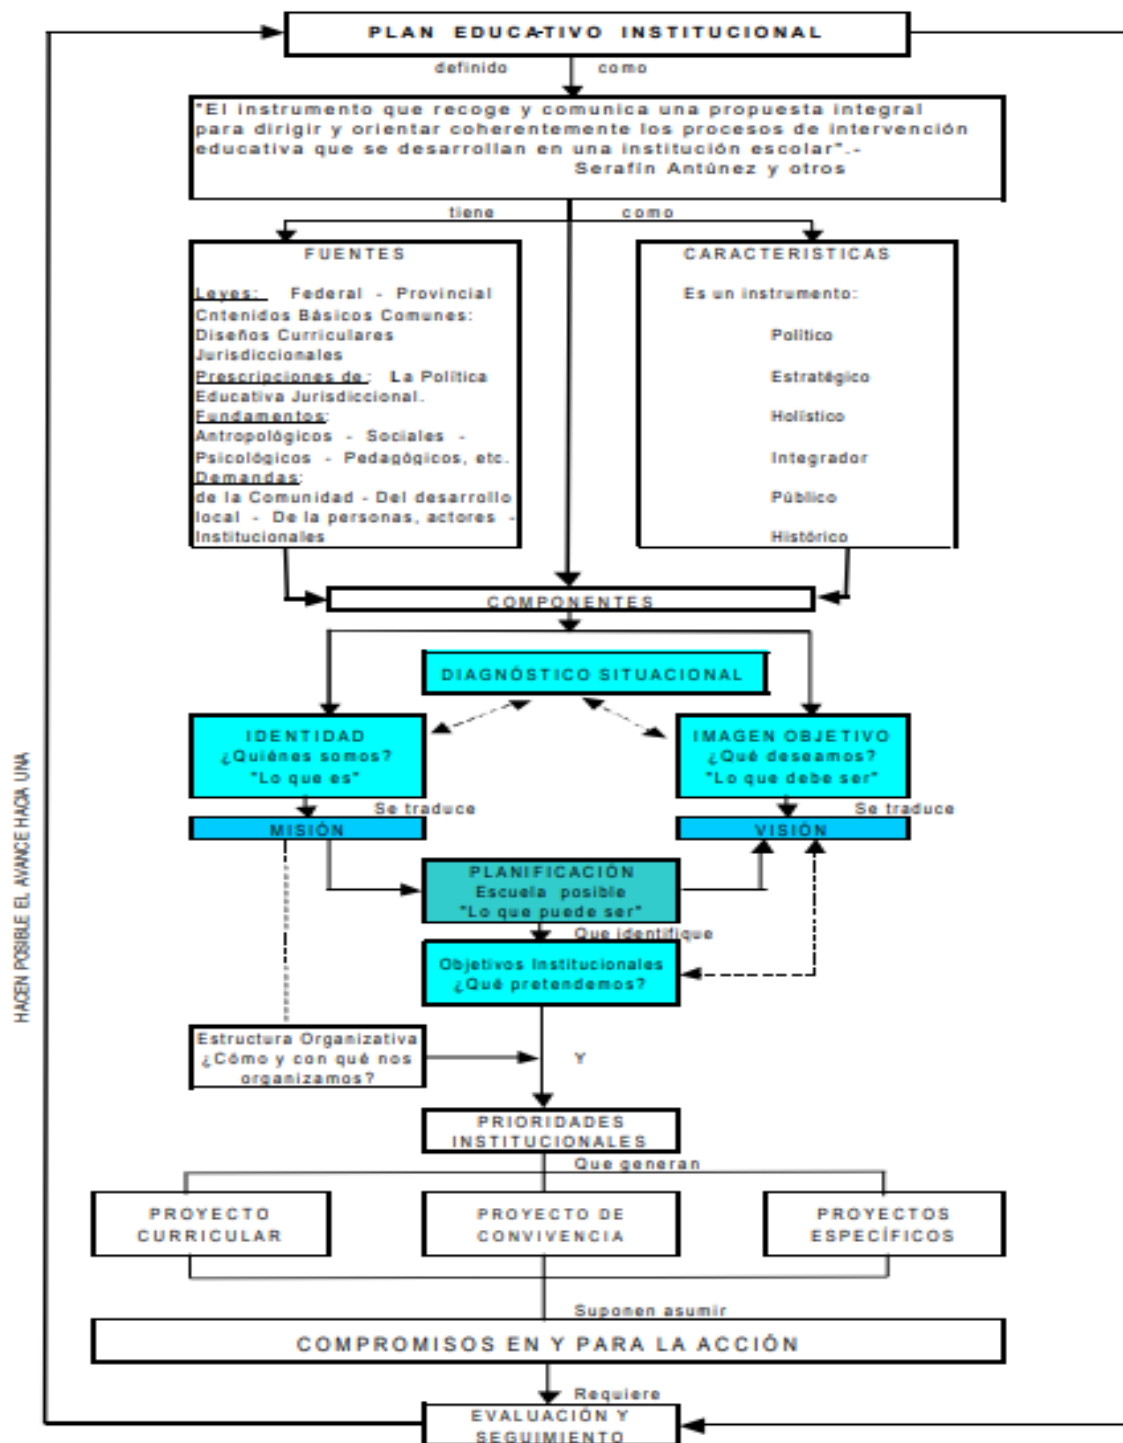 PLAN EDUCATIVO INSTITUCIONAL
definido como
"El instrumento que recoge y comunica una propuesta integral
para dirigir y orientar coherentemente los procesos de intervención
educativa que se desarrollan en una institución escolar".-
Serafín Antúnez y otros
tiene como
FUENTES
Leyes: Federal - Provincial
Cntenidos Básicos Comunes:
Diseños Curriculares
Jurisdiccionales
Prescripciones de: La Política
Educativa Jurisdiccional.
Fundamentos:
Antropológicos - Sociales -
Psicológicos - Pedagógicos, etc.
Demandas:
de la Comunidad - Del desarrollo
local - De la personas, actores -
Institucionales
CARACTERISTICAS
Es un instrumento:
Político
Estratégico
Holístico
Integrador
Público
Histórico
COMPONENTES
DIAGNÓSTICO SITUACIONAL
IDENTIDAD
¿Quiénes somos?
"Lo que es"
IMAGEN OBJETIVO
¿Qué deseamos?
"Lo que debe ser"
Se traduce
Se traduce
MISIÓN
VISIÓN
PLANIFICACIÓN
Escuela posible
"Lo que puede ser"
Que identifique
Objetivos Institucionales
¿Qué pretendemos?
Estructura Organizativa
¿Cómo y con qué nos
organizamos?
Y
PRIORIDADES
INSTITUCIONALES
Que generan
PROYECTO
CURRICULAR
PROYECTO DE
CONVIVENCIA
PROYECTOS
ESPECÍFICOS
Suponen asumir
COMPROMISOS EN Y PARA LA ACCIÓN
Requiere
EVALUACIÓN Y
SEGUIMIENTO
HACEN POSIBLE EL AVANCE HACIA UNA